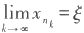 lim x_{n_k} = ξ
k→∞